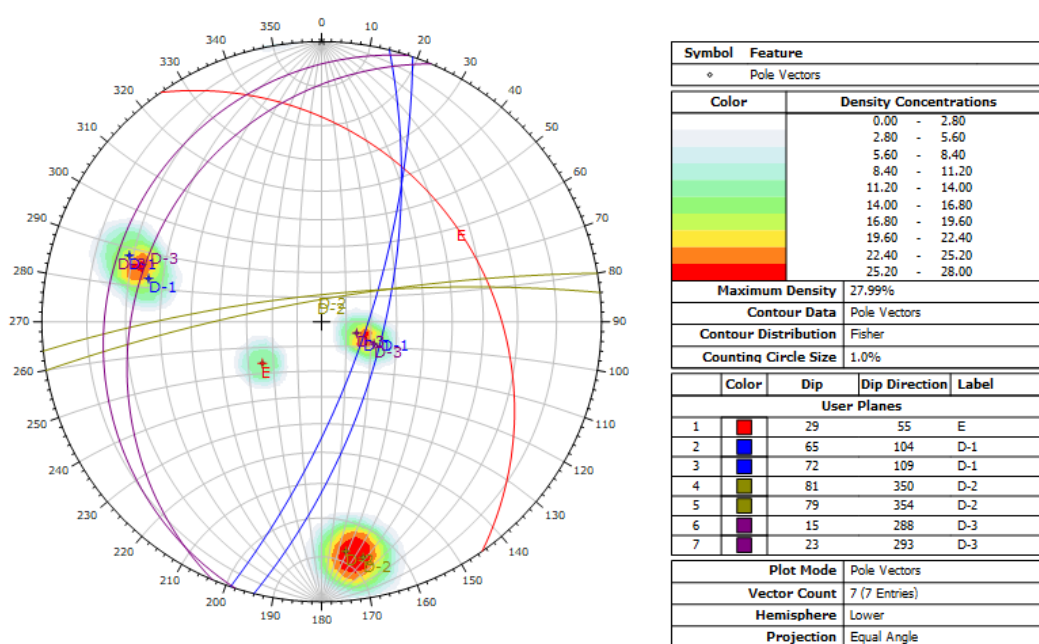 0
10
20
30
40
50
60
70
80
90
100
110
120
130
140
150
160
170
180
190
200
210
220
230
240
250
260
270
280
290
300
310
320
330
340
350
E
D-3
D-1
D-2
D-2
D-1
D-3
E
D-2
Symbol Feature
Pole Vectors
Color Density Concentrations
0.00 - 2.80
2.80 - 5.60
5.60 - 8.40
8.40 - 11.20
11.20 - 14.00
14.00 - 16.80
16.80 - 19.60
19.60 - 22.40
22.40 - 25.20
25.20 - 28.00
Maximum Density 27.99%
Contour Data Pole Vectors
Contour Distribution Fisher
Counting Circle Size 1.0%
Color Dip Dip Direction Label
User Planes
1 29 55 E
2 65 104 D-1
3 72 109 D-1
4 81 350 D-2
5 79 354 D-2
6 15 288 D-3
7 23 293 D-3
Plot Mode Pole Vectors
Vector Count 7 (7 Entries)
Hemisphere Lower
Projection Equal Angle